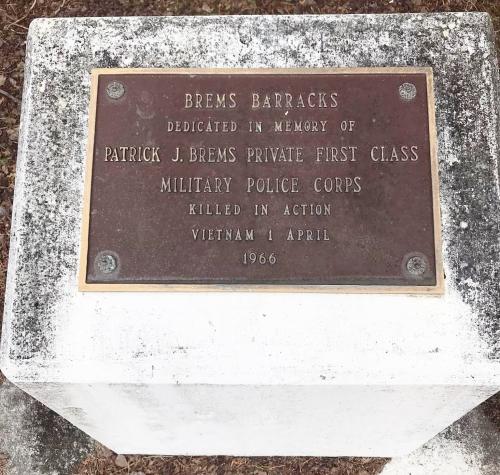 BREMS BARRACKS
DEDICATED IN MEMORY OF
PATRICK J. BREMS PRIVATE FIRST CLASS
MILITARY POLICE CORPS
KILLED IN ACTION
VIETNAM 1 APRIL
1966